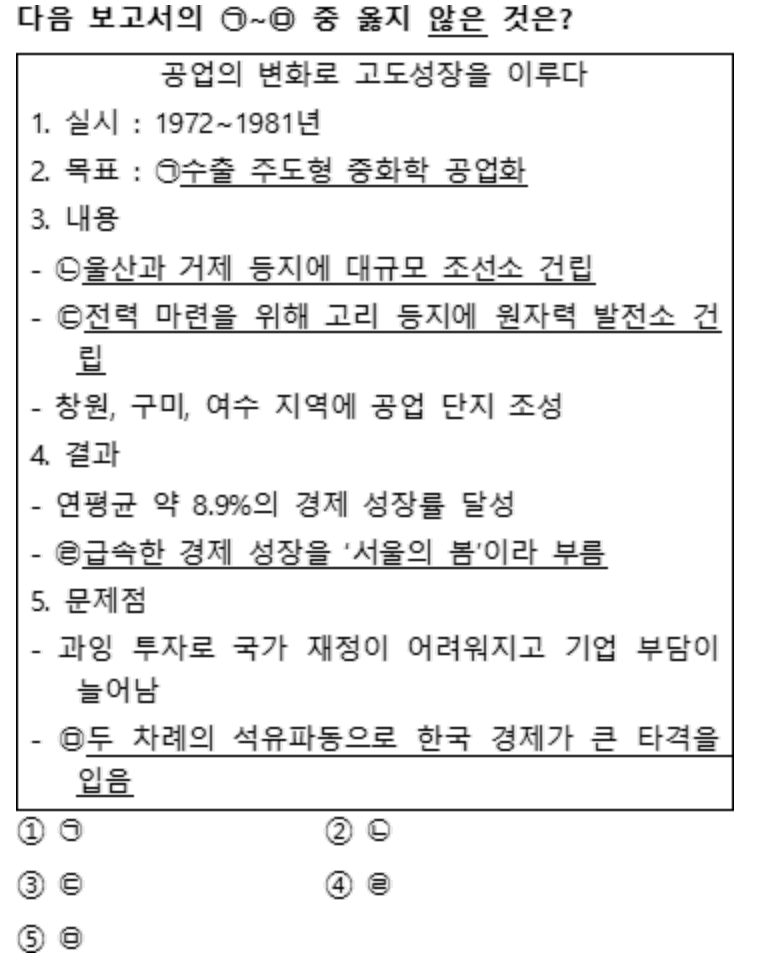 다음 보고서의 ㉠~㉤ 중 옳지 않은 것은?
공업의 변화로 고도성장을 이루다
1. 실시 : 1972~1981년
2. 목표 : ㉠수출 주도형 중화학 공업화
3. 내용
- ㉡울산과 거제 등지에 대규모 조선소 건립
- ㉢전력 마련을 위해 고리 등지에 원자력 발전소 건
립
- 창원, 구미, 여수 지역에 공업 단지 조성
4. 결과
- 연평균 약 8.9%의 경제 성장률 달성
- ㉣급속한 경제 성장을 '서울의 봄'이라 부름
5. 문제점
- 과잉 투자로 국가 재정이 어려워지고 기업 부담이
늘어남
- ㉤두 차례의 석유파동으로 한국 경제가 큰 타격을
입음
① ㉠ ② ㉡
③ ㉢ ④ ㉣
⑤ ㉤